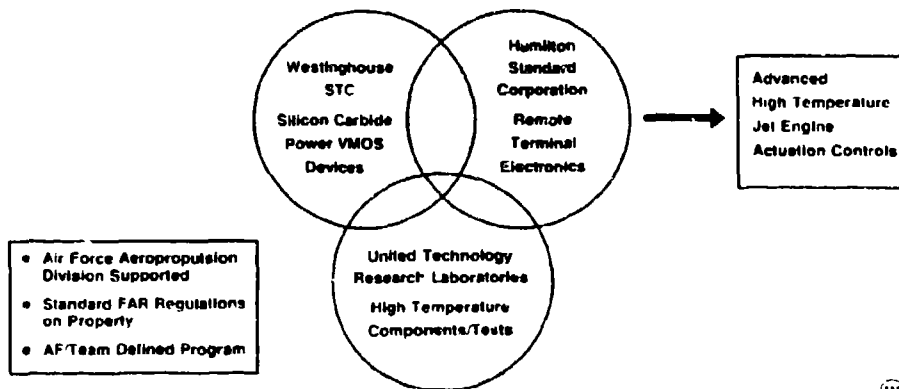 Westinghouse
STC
Silicon Carbide
Power VMOS
Devices
Hamilton
Standard
Corporation
Remote
Terminal
Electronics
Advanced
High Temperature
Jet Engine
Actuation Controls
United Technology
Research Laboratories
High Temperature
Components/Tests
• Air Force Aeropropulsion
Division Supported
• Standard FAR Regulations
on Property
• AF/Team Defined Program